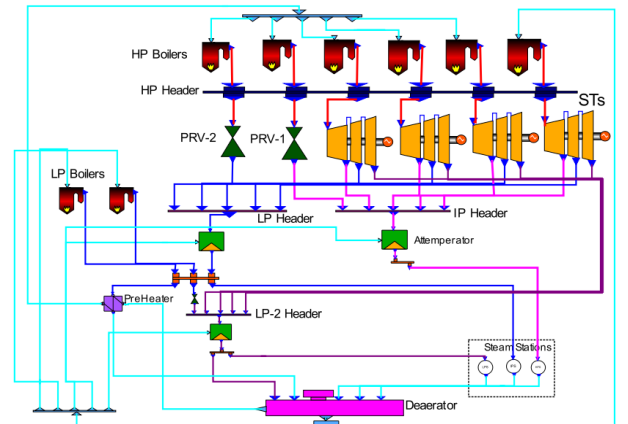 HP Boilers
HP Header
STs
PRV-2
PRV-1
LP Boilers
LP Header
IP Header
Attemperator
PreHeater
LP-2 Header
Steam Stations
Deaerator